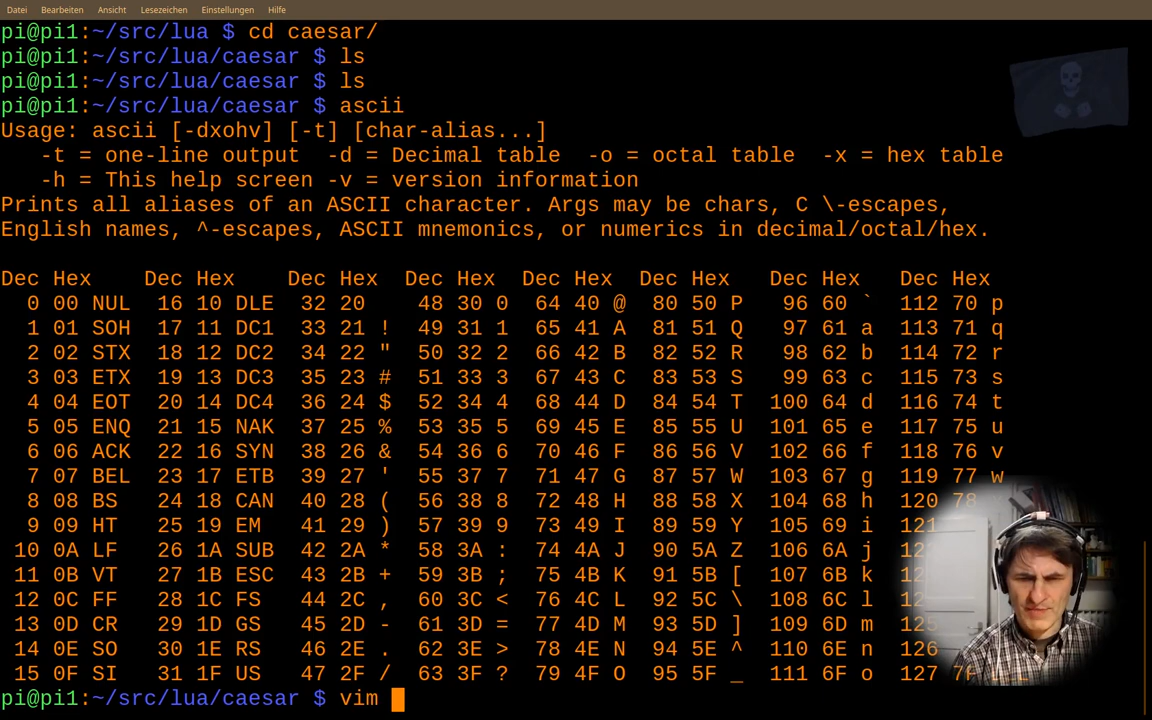 Datei Bearbeiten Ansicht Lesezeichen Einstellungen Hilfe
pi@pi1:~/src/lua $ cd caesar/
pi@pi1:~/src/lua/caesar $ ls
pi@pi1:~/src/lua/caesar $ ls
pi@pi1:~/src/lua/caesar $ ascii
Usage: ascii [-dxohv] [-t] [char-alias...]
   -t = one-line output  -d = Decimal table  -o = octal table  -x = hex table
   -h = This help screen -v = version information
Prints all aliases of an ASCII character. Args may be chars, C \-escapes,
English names, ^-escapes, ASCII mnemonics, or numerics in decimal/octal/hex.
Dec Hex    Dec Hex    Dec Hex  Dec Hex  Dec Hex  Dec Hex   Dec Hex   Dec Hex
  0 00 NUL  16 10 DLE  32 20    48 30 0  64 40 @  80 50 P   96 60 `  112 70 p
  1 01 SOH  17 11 DC1  33 21 !  49 31 1  65 41 A  81 51 Q   97 61 a  113 71 q
  2 02 STX  18 12 DC2  34 22 "  50 32 2  66 42 B  82 52 R   98 62 b  114 72 r
  3 03 ETX  19 13 DC3  35 23 #  51 33 3  67 43 C  83 53 S   99 63 c  115 73 s
  4 04 EOT  20 14 DC4  36 24 $  52 34 4  68 44 D  84 54 T  100 64 d  116 74 t
  5 05 ENQ  21 15 NAK  37 25 %  53 35 5  69 45 E  85 55 U  101 65 e  117 75 u
  6 06 ACK  22 16 SYN  38 26 &  54 36 6  70 46 F  86 56 V  102 66 f  118 76 v
  7 07 BEL  23 17 ETB  39 27 '  55 37 7  71 47 G  87 57 W  103 67 g  119 77 w
  8 08 BS   24 18 CAN  40 28 (  56 38 8  72 48 H  88 58 X  104 68 h  120 78
  9 09 HT   25 19 EM   41 29 )  57 39 9  73 49 I  89 59 Y  105 69 i  121
 10 0A LF   26 1A SUB  42 2A *  58 3A :  74 4A J  90 5A Z  106 6A j
 11 0B VT   27 1B ESC  43 2B +  59 3B ;  75 4B K  91 5B [  107 6B k
 12 0C FF   28 1C FS   44 2C ,  60 3C <  76 4C L  92 5C \  108 6C l
 13 0D CR   29 1D GS   45 2D -  61 3D =  77 4D M  93 5D ]  109 6D m  125
 14 0E SO   30 1E RS   46 2E .  62 3E >  78 4E N  94 5E ^  110 6E n  126
 15 0F SI   31 1F US   47 2F /  63 3F ?  79 4F O  95 5F _  111 6F o  127
pi@pi1:~/src/lua/caesar $ vim